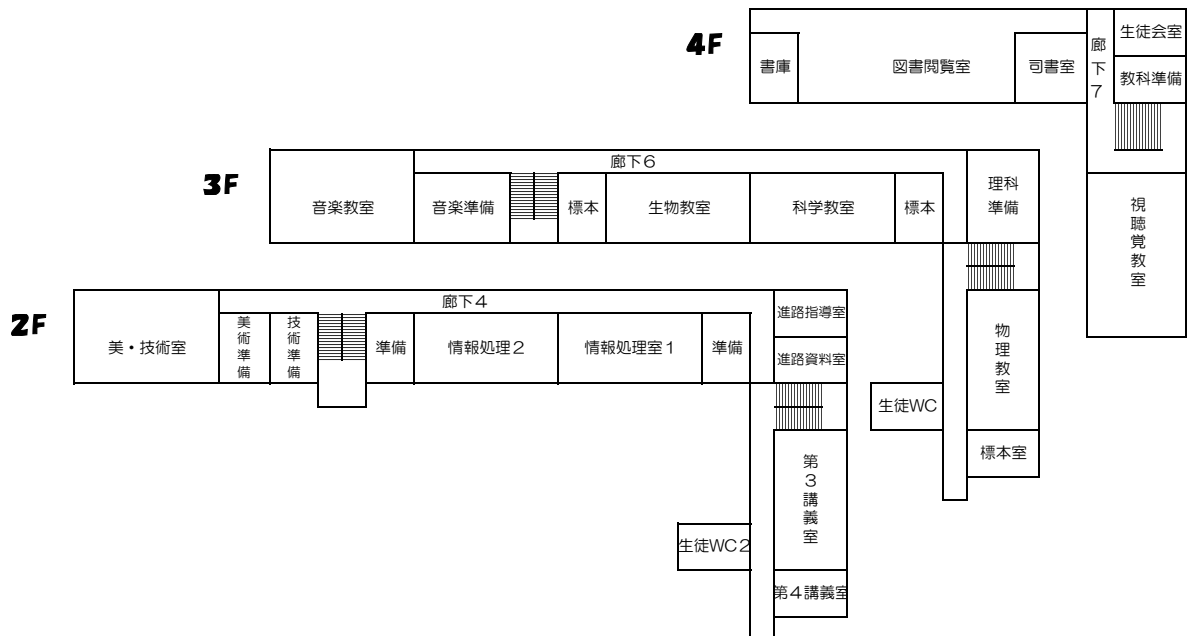 4F
書庫
図書閲覧室
司書室
廊下7
生徒会室
教科準備
視聴覚教室
3F
音楽教室
音楽準備
廊下6
標本
生物教室
科学教室
標本
理科
準備
物理教室
標本室
生徒WC
2F
美・技術室
美術準備
技術準備
廊下4
準備
情報処理2
情報処理室1
準備
進路指導室
進路資料室
第3講義室
第4講義室
生徒WC2